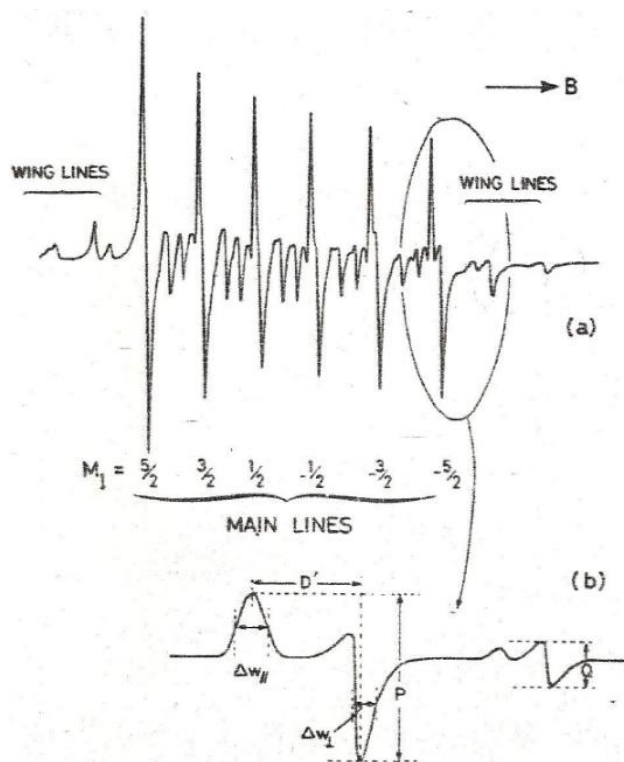 B
WING LINES
WING LINES
(a)
M_I = 5/2 3/2 1/2 -1/2 -3/2 -5/2
MAIN LINES
(b)
D'
Δw//
P
Q
Δw⊥